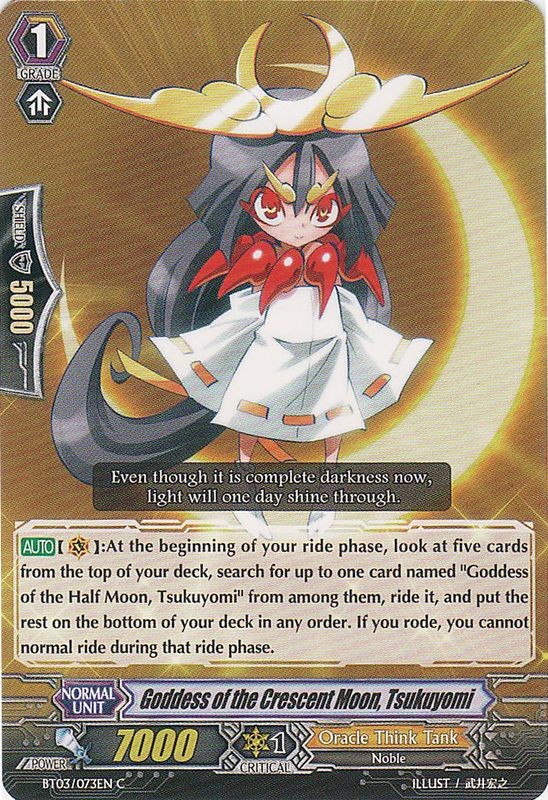 1
GRADE
SHIELD
5000
Even though it is complete darkness now,
light will one day shine through.
AUTO【 】:At the beginning of your ride phase, look at five cards
from the top of your deck, search for up to one card named "Goddess
of the Half Moon, Tsukuyomi" from among them, ride it, and put the
rest on the bottom of your deck in any order. If you rode, you cannot
normal ride during that ride phase.
NORMAL
UNIT
Goddess of the Crescent Moon, Tsukuyomi
POWER
7000
1
CRITICAL
Oracle Think Tank
Noble
BT03/073EN C
ILLUST / 武井宏之